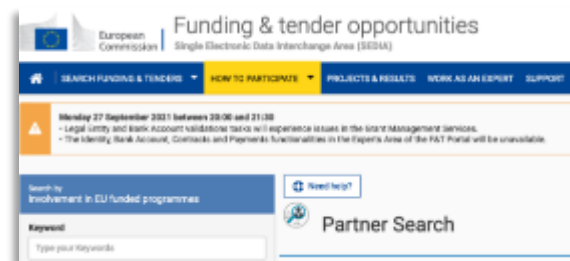 European
Commission
Funding & tender opportunities
Single Electronic Data Interchange Area (SEDIA)
SEARCH FUNDING & TENDERS HOW TO PARTICIPATE PROJECTS & RESULTS WORK AS AN EXPERT SUPPORT
Monday 27 September 2021 between 20:00 and 21:30
- Legal Entity and Bank Account validations tasks will experience issues in the Grant Management Services.
- The Identity, Bank Account, Contracts and Payments functionalities in the Experts Area of the F&T Portal will be unavailable.
Search by
Involvement in EU funded programmes
Need help?
Partner Search
Keyword
Type your Keywords